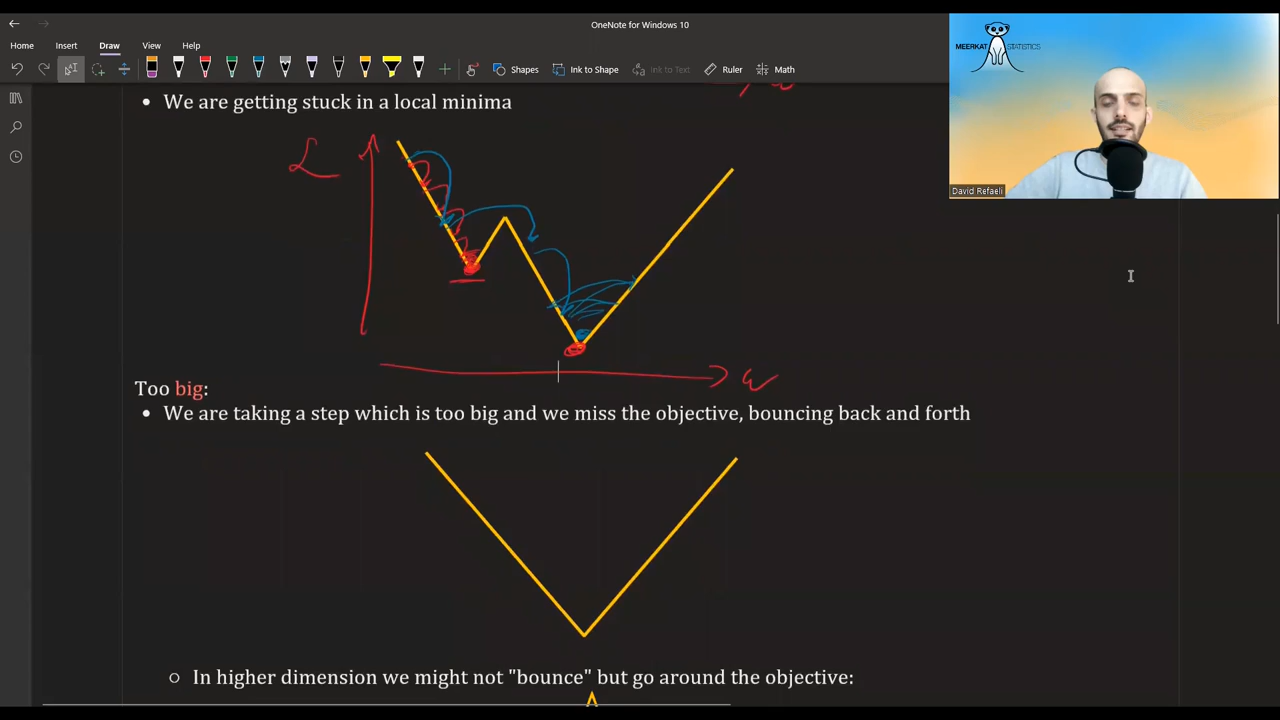 OneNote for Windows 10
Home Insert Draw View Help
Shapes Ink to Shape Ink to Text Ruler Math
MEERKAT STATISTICS
David Refaeli
We are getting stuck in a local minima
L
w
Too big:
We are taking a step which is too big and we miss the objective, bouncing back and forth
In higher dimension we might not "bounce" but go around the objective: